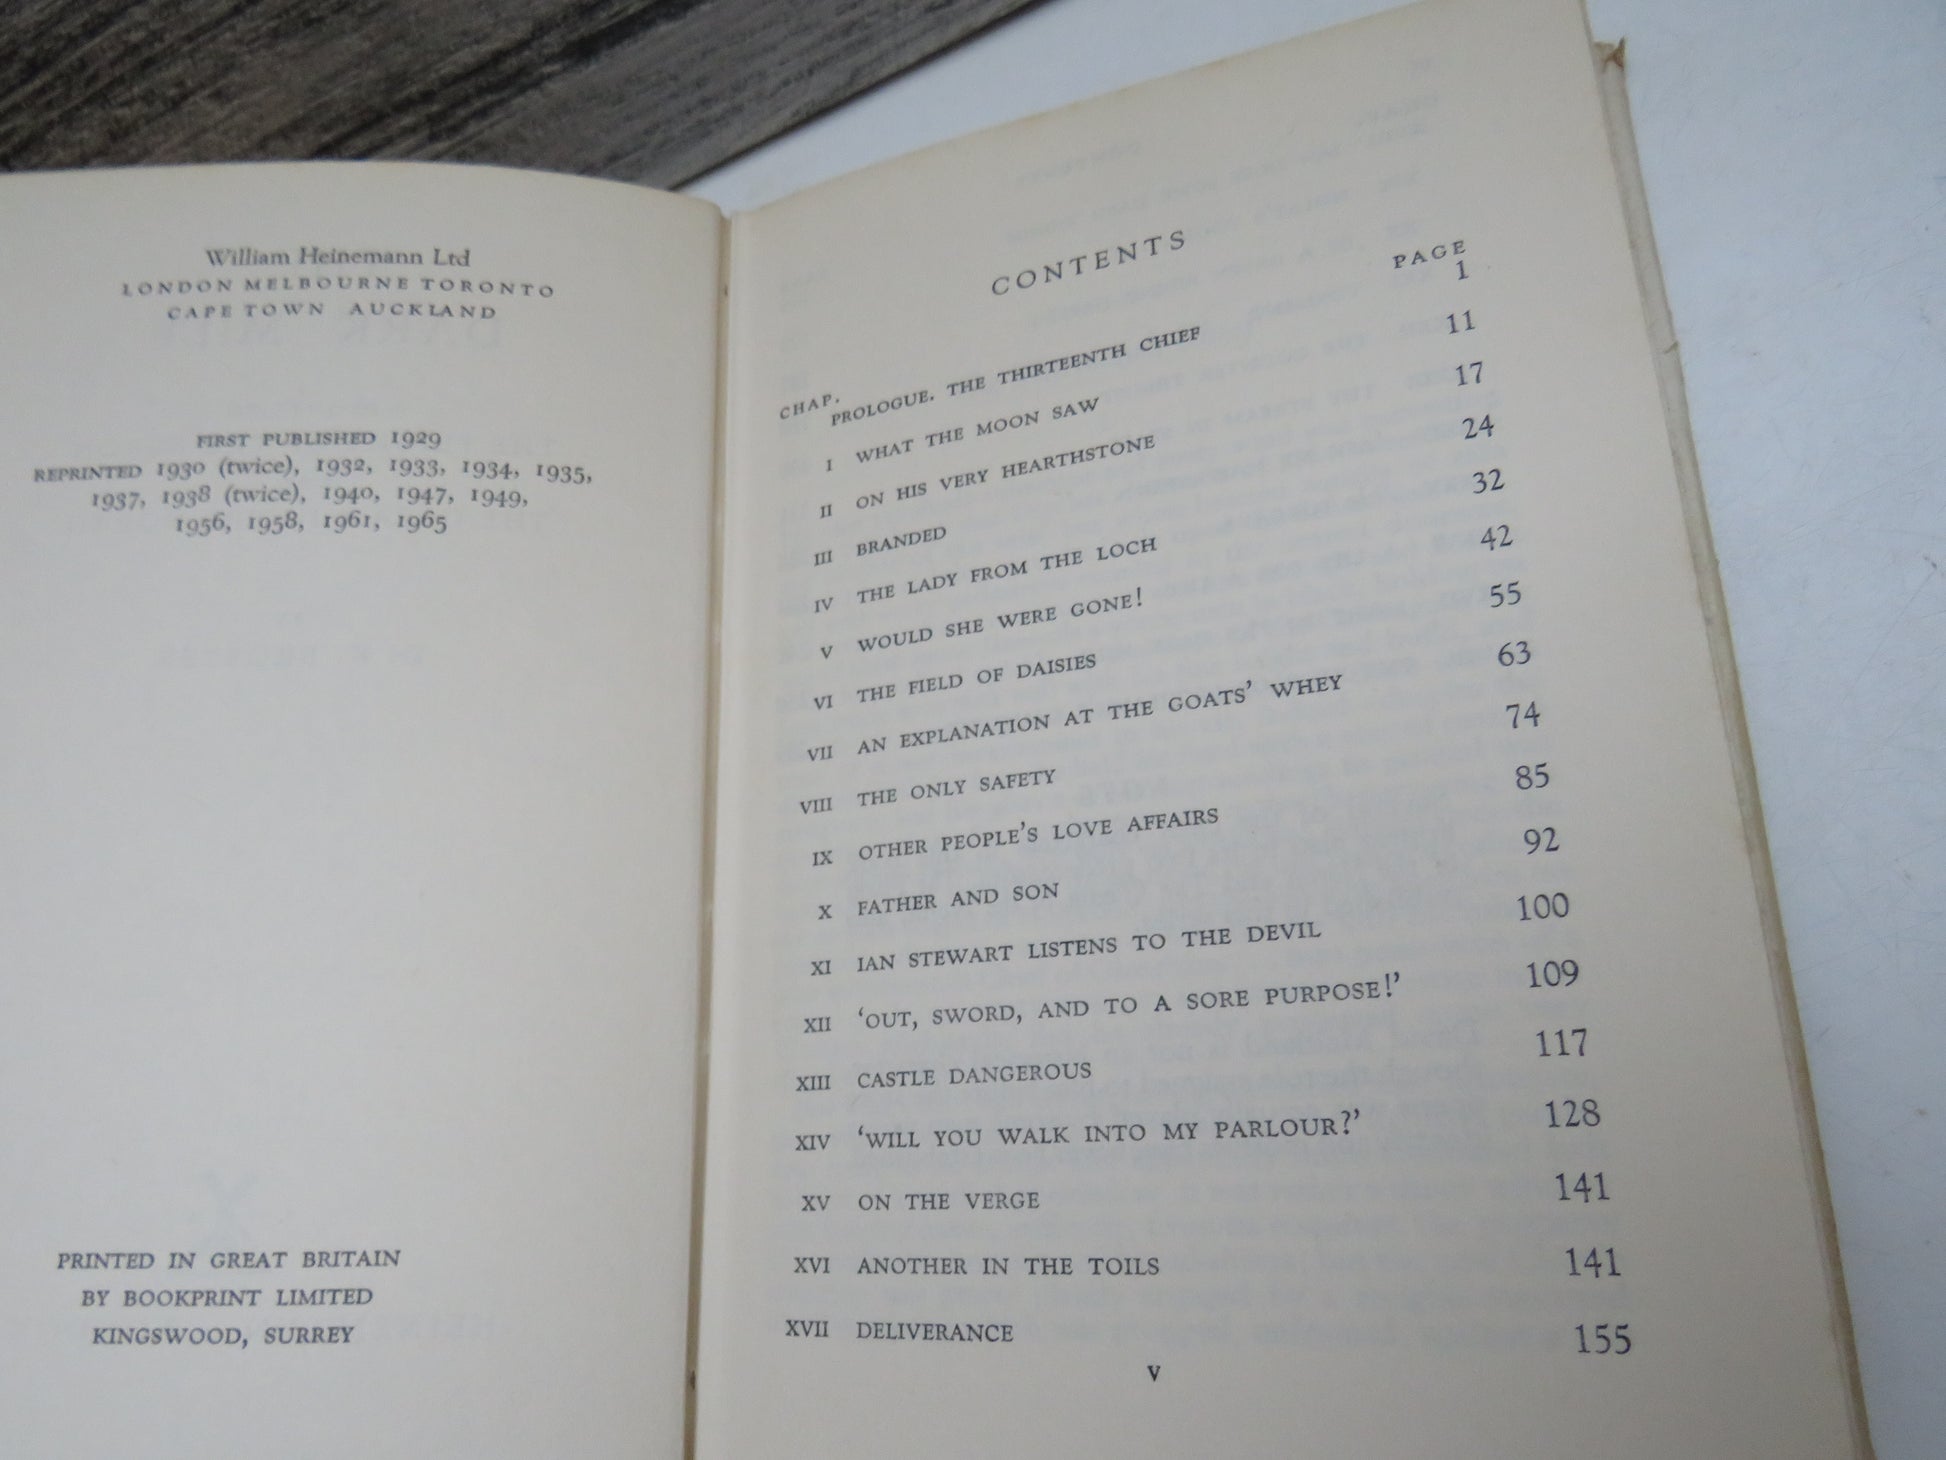 William Heinemann Ltd
LONDON MELBOURNE TORONTO
CAPE TOWN AUCKLAND
FIRST PUBLISHED 1929
REPRINTED 1930 (twice), 1932, 1933, 1934, 1935,
1937, 1938 (twice), 1940, 1947, 1949,
1956, 1958, 1961, 1965
PRINTED IN GREAT BRITAIN
BY BOOKPRINT LIMITED
KINGSWOOD, SURREY
CONTENTS
CHAP. PAGE
PROLOGUE. THE THIRTEENTH CHIEF 1
I WHAT THE MOON SAW 11
II ON HIS VERY HEARTHSTONE 17
III BRANDED 24
IV THE LADY FROM THE LOCH 32
V WOULD SHE WERE GONE! 42
VI THE FIELD OF DAISIES 55
VII AN EXPLANATION AT THE GOATS' WHEY 63
VIII THE ONLY SAFETY 74
IX OTHER PEOPLE'S LOVE AFFAIRS 85
X FATHER AND SON 92
XI IAN STEWART LISTENS TO THE DEVIL 100
XII 'OUT, SWORD, AND TO A SORE PURPOSE!' 109
XIII CASTLE DANGEROUS 117
XIV 'WILL YOU WALK INTO MY PARLOUR?' 128
XV ON THE VERGE 141
XVI ANOTHER IN THE TOILS 141
XVII DELIVERANCE 155
v